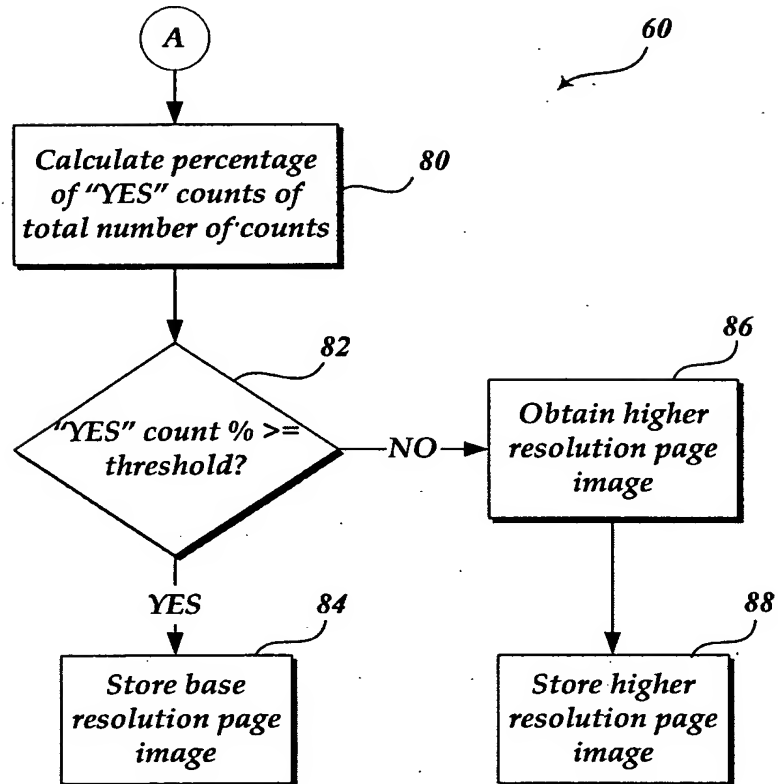 A
60
Calculate percentage
of "YES" counts of
total number of counts
80
82
"YES" count % >=
threshold?
NO
86
Obtain higher
resolution page
image
YES
84
Store base
resolution page
image
88
Store higher
resolution page
image